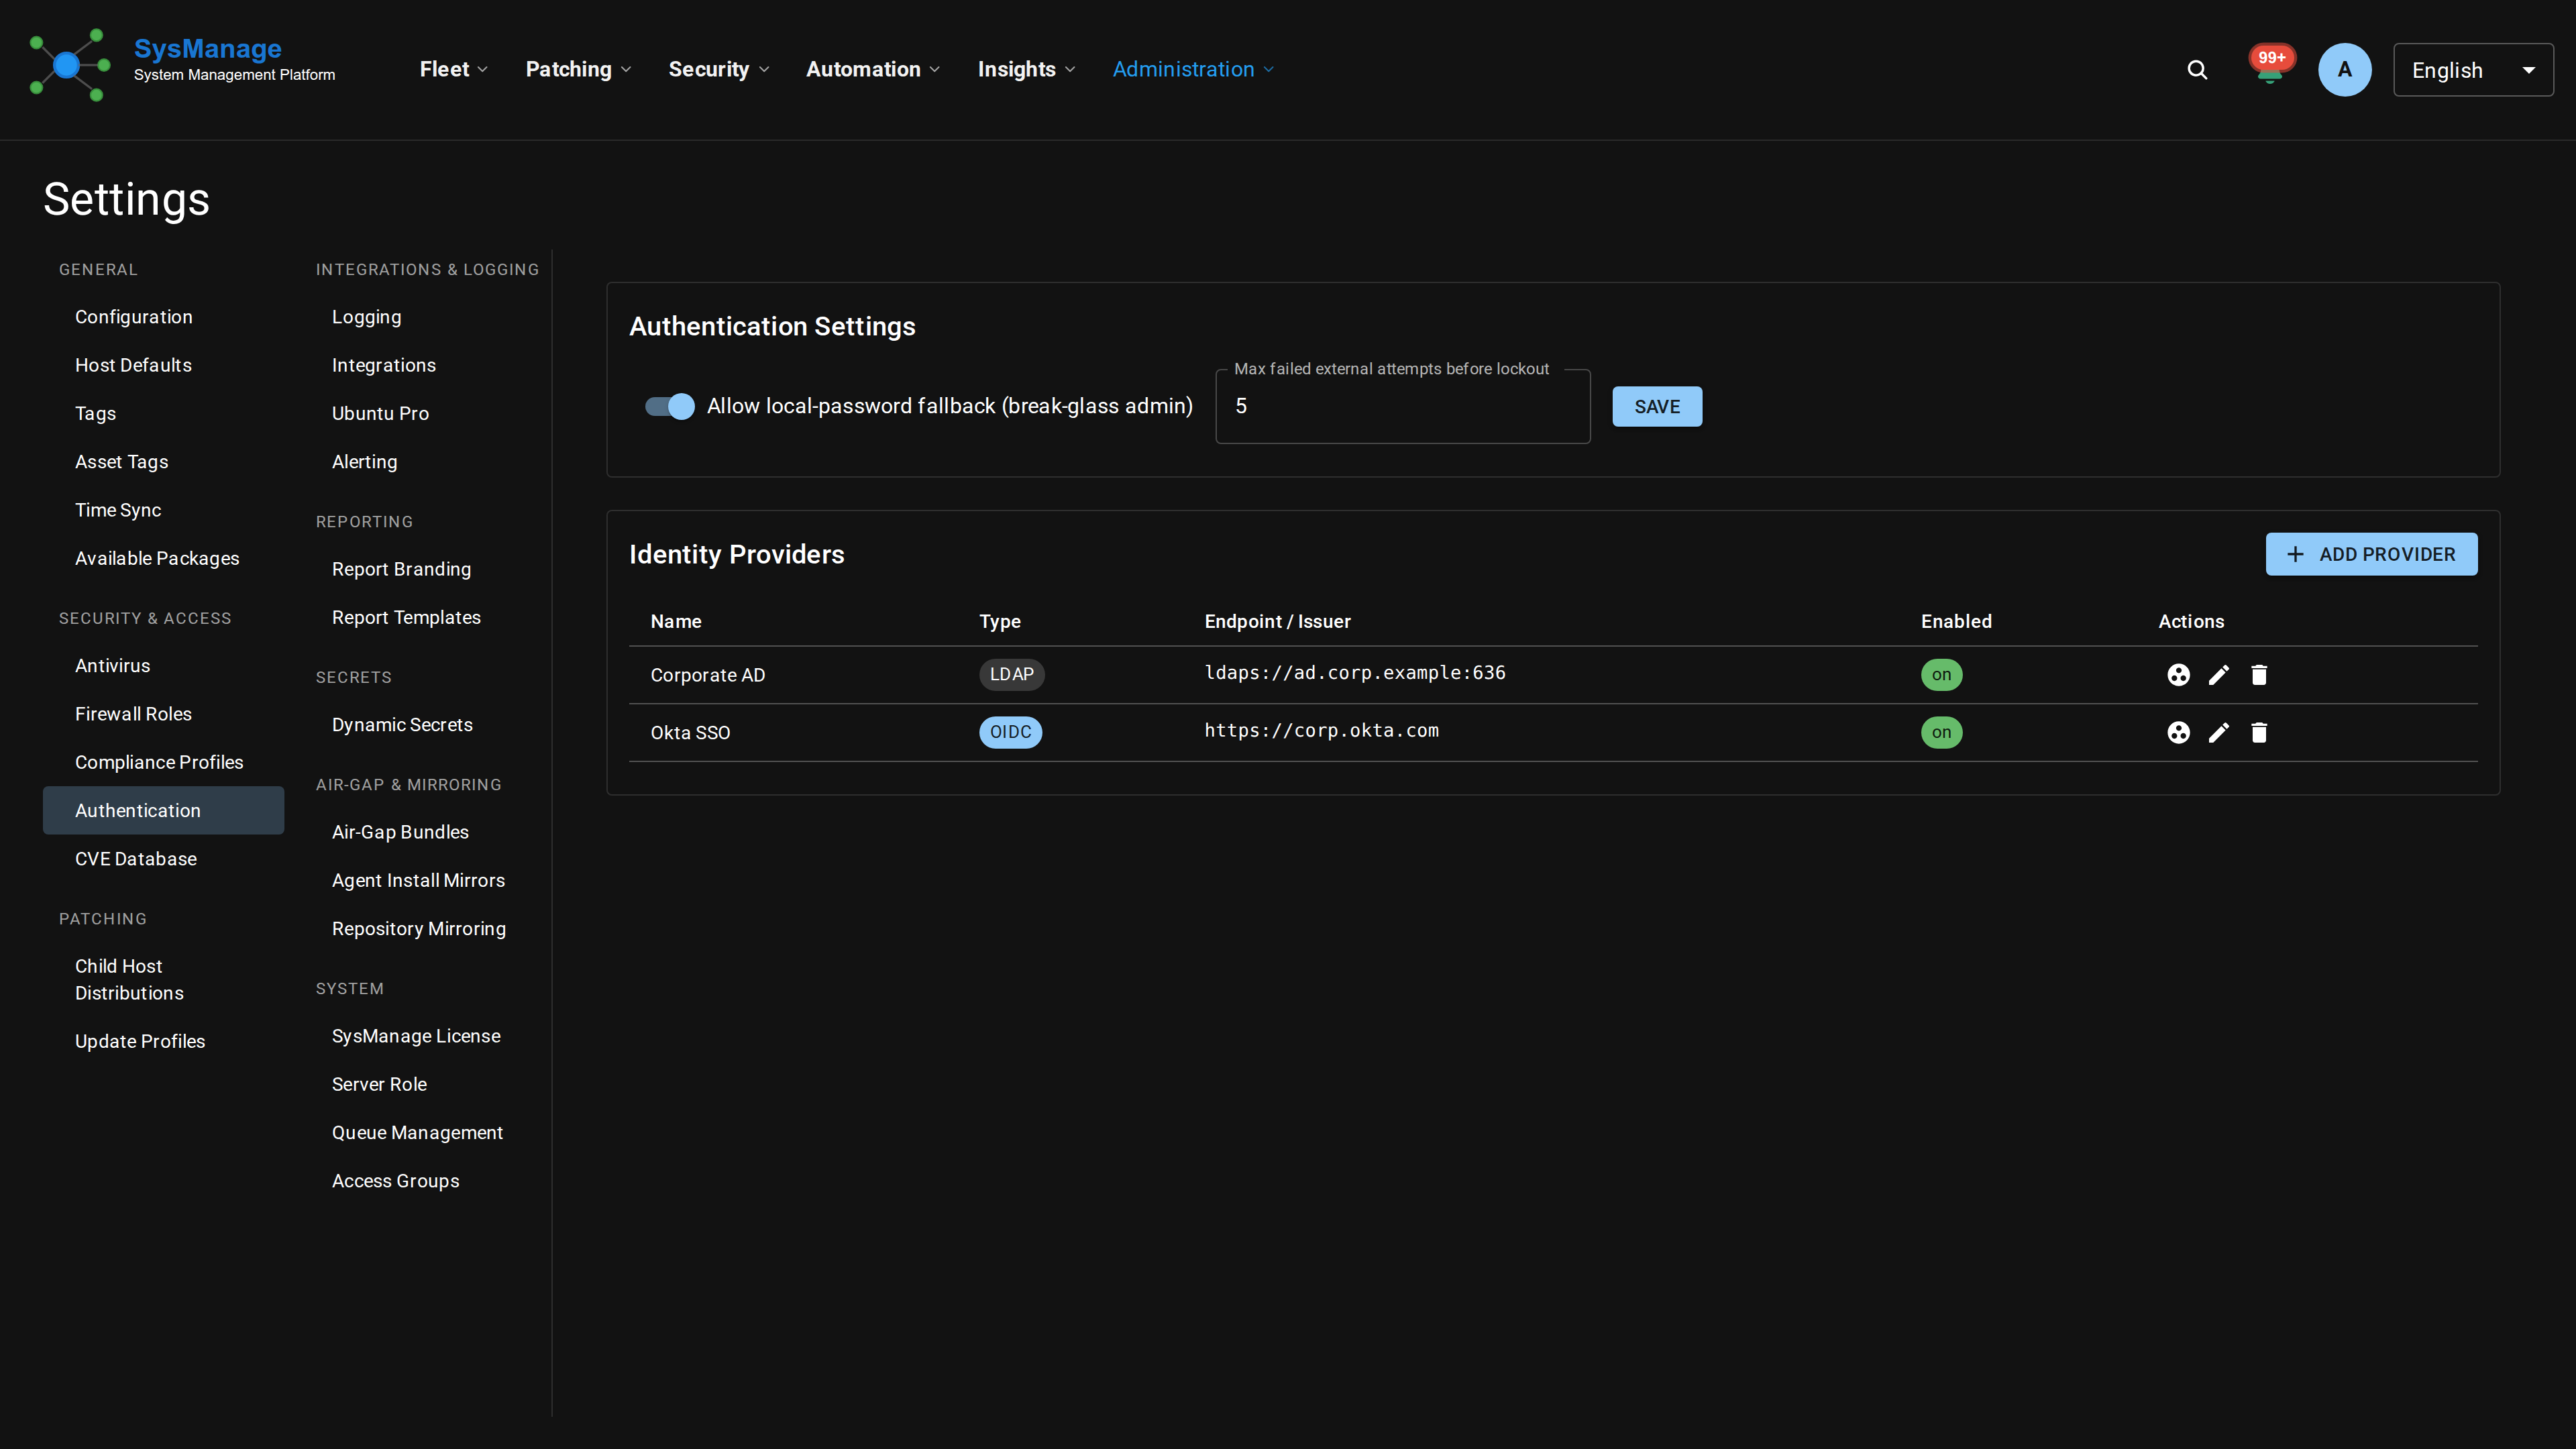 SysManage
System Management Platform
Fleet
Patching
Security
Automation
Insights
Administration
99+
A
English
Settings
GENERAL
Configuration
Host Defaults
Tags
Asset Tags
Time Sync
Available Packages
SECURITY & ACCESS
Antivirus
Firewall Roles
Compliance Profiles
Authentication
CVE Database
PATCHING
Child Host
Distributions
Update Profiles
INTEGRATIONS & LOGGING
Logging
Integrations
Ubuntu Pro
Alerting
REPORTING
Report Branding
Report Templates
SECRETS
Dynamic Secrets
AIR-GAP & MIRRORING
Air-Gap Bundles
Agent Install Mirrors
Repository Mirroring
SYSTEM
SysManage License
Server Role
Queue Management
Access Groups
Authentication Settings
Allow local-password fallback (break-glass admin)
Max failed external attempts before lockout
5
SAVE
Identity Providers
ADD PROVIDER
Name Type Endpoint / Issuer Enabled Actions
Corporate AD LDAP ldaps://ad.corp.example:636 on
Okta SSO OIDC https://corp.okta.com on